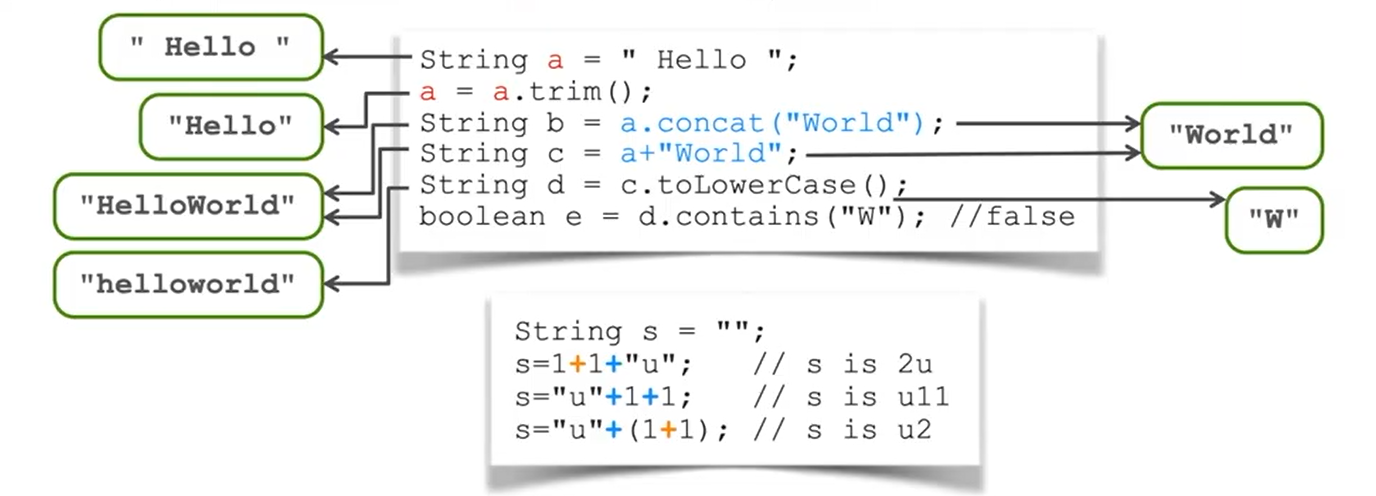 " Hello "
"Hello"
"HelloWorld"
"helloworld"
String a = " Hello ";
a = a.trim();
String b = a.concat("World");
String c = a+"World";
String d = c.toLowerCase();
boolean e = d.contains("W"); //false
"World"
"W"
String s = "";
s=1+1+"u"; // s is 2u
s="u"+1+1; // s is u11
s="u"+(1+1); // s is u2